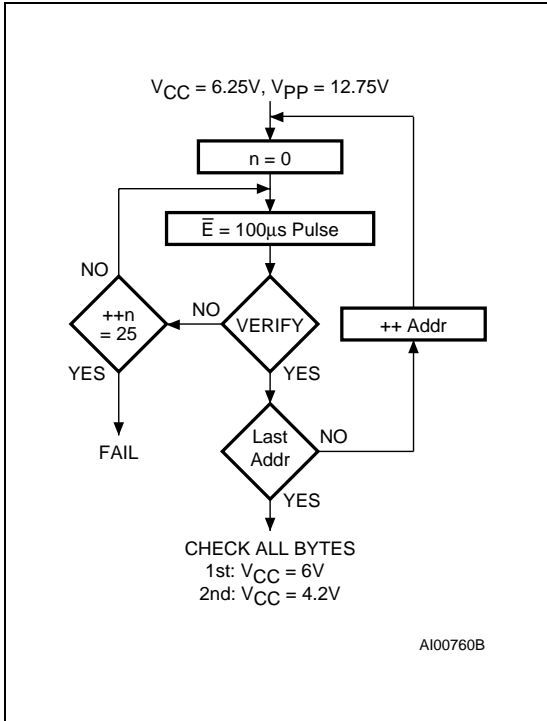 VCC = 6.25V, VPP = 12.75V
n = 0
E̅ = 100µs Pulse
NO
++n
= 25
NO
VERIFY
++ Addr
YES
YES
FAIL
Last
Addr
NO
YES
CHECK ALL BYTES
1st: VCC = 6V
2nd: VCC = 4.2V
AI00760B